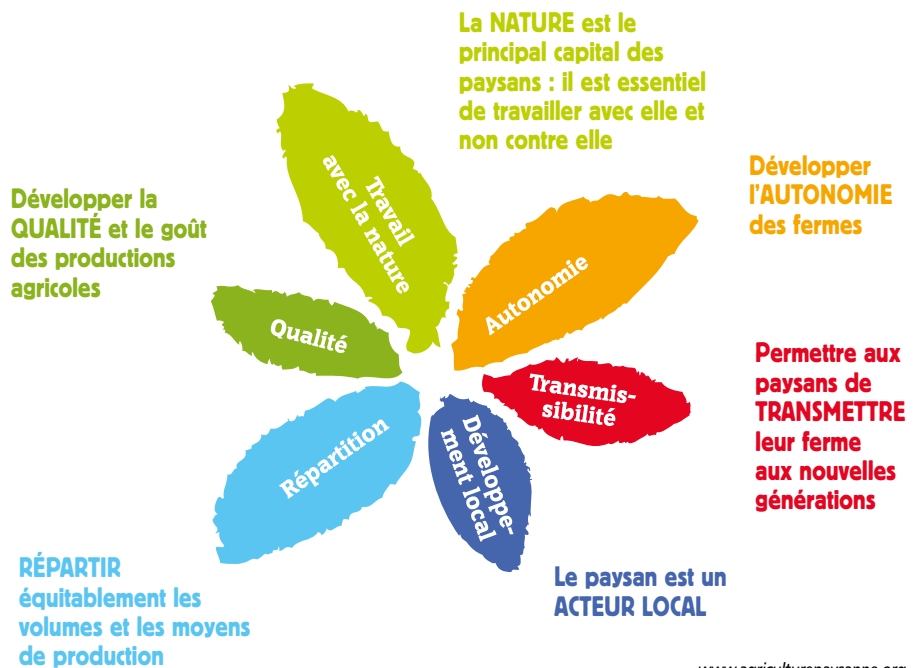 La NATURE est le
principal capital des
paysans : il est essentiel
de travailler avec elle et
non contre elle
Travail
avec la nature
Développer
l'AUTONOMIE
des fermes
Autonomie
Développer la
QUALITÉ et le goût
des productions
agricoles
Qualité
Permettre aux
paysans de
TRANSMETTRE
leur ferme
aux nouvelles
générations
Transmis-
sibilité
Répartition
Développe-
ment local
RÉPARTIR
équitablement les
volumes et les moyens
de production
Le paysan est un
ACTEUR LOCAL
www.agriculturepaysanne.org